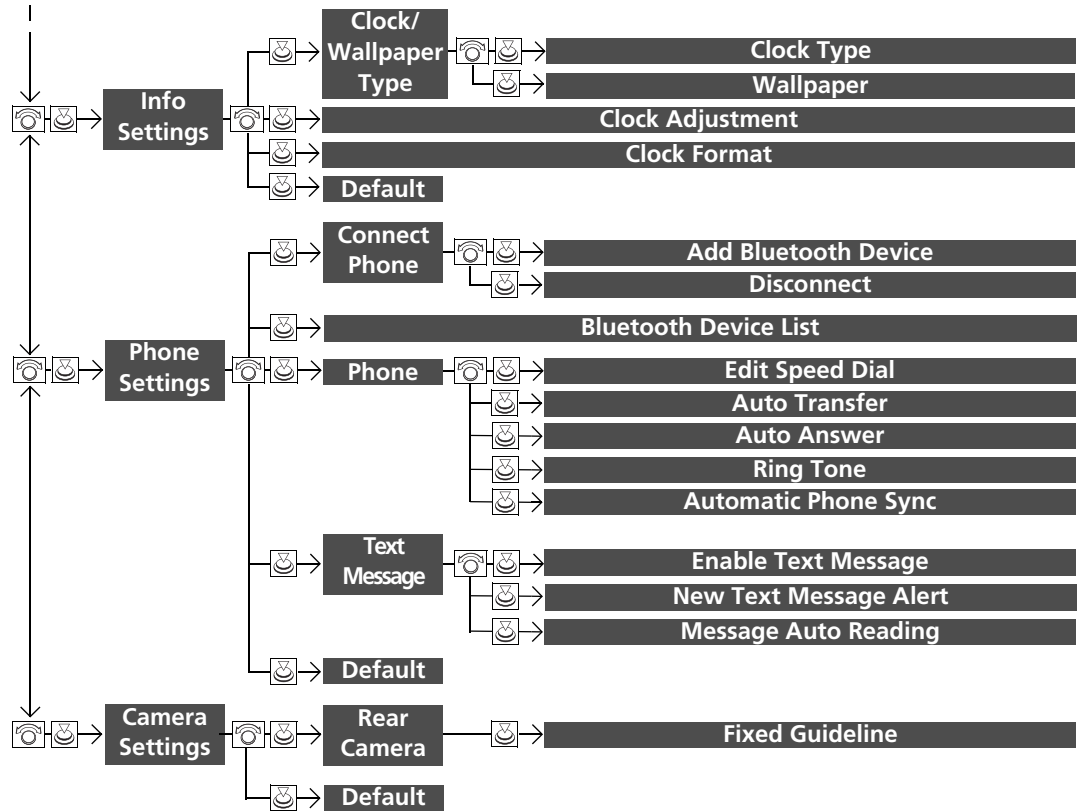 Clock/
Wallpaper
Type
Clock Type
Wallpaper
Info
Settings
Clock Adjustment
Clock Format
Default
Connect
Phone
Add Bluetooth Device
Disconnect
Bluetooth Device List
Phone
Settings
Phone
Edit Speed Dial
Auto Transfer
Auto Answer
Ring Tone
Automatic Phone Sync
Text
Message
Enable Text Message
New Text Message Alert
Message Auto Reading
Default
Camera
Settings
Rear
Camera
Fixed Guideline
Default